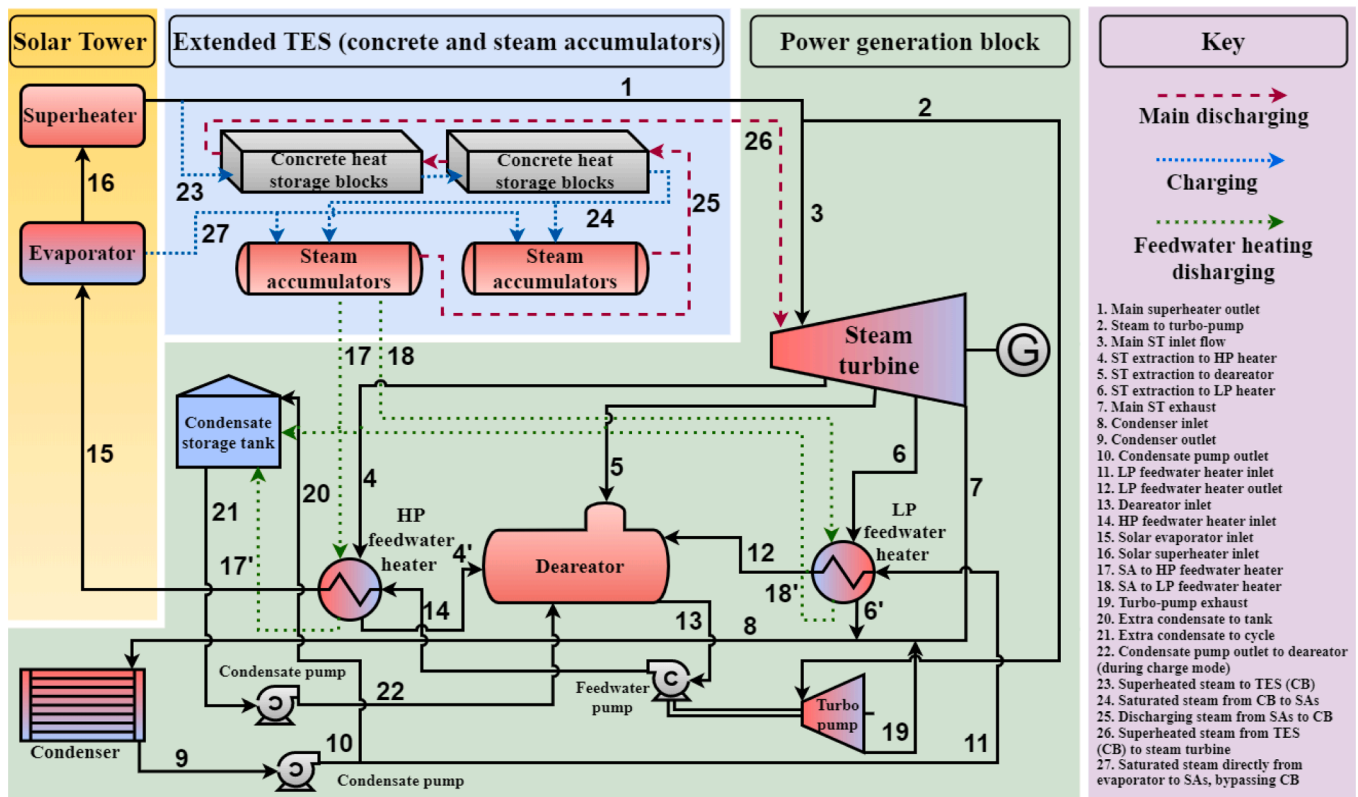 Solar Tower
Extended TES (concrete and steam accumulators)
Power generation block
Key
Superheater
Evaporator
Concrete heat
storage blocks
Concrete heat
storage blocks
Steam
accumulators
Steam
accumulators
Steam
turbine
G
Condensate
storage tank
HP
feedwater
heater
Deareator
LP
feedwater
heater
Condensate pump
Feedwater
pump
C
Turbo
pump
Condenser
Condensate pump
C
C
1
2
3
4
4'
5
6
6'
7
8
9
10
11
12
13
14
15
16
17
17'
18
18'
19
20
21
22
23
24
25
26
27
Main discharging
Charging
Feedwater heating
disharging
1. Main superheater outlet
2. Steam to turbo-pump
3. Main ST inlet flow
4. ST extraction to HP heater
5. ST extraction to deareator
6. ST extraction to LP heater
7. Main ST exhaust
8. Condenser inlet
9. Condenser outlet
10. Condensate pump outlet
11. LP feedwater heater inlet
12. LP feedwater heater outlet
13. Deareator inlet
14. HP feedwater heater inlet
15. Solar evaporator inlet
16. Solar superheater inlet
17. SA to HP feedwater heater
18. SA to LP feedwater heater
19. Turbo-pump exhaust
20. Extra condensate to tank
21. Extra condensate to cycle
22. Condensate pump outlet to deareator
(during charge mode)
23. Superheated steam to TES (CB)
24. Saturated steam from CB to SAs
25. Discharging steam from SAs to CB
26. Superheated steam from TES
(CB) to steam turbine
27. Saturated steam directly from
evaporator to SAs, bypassing CB